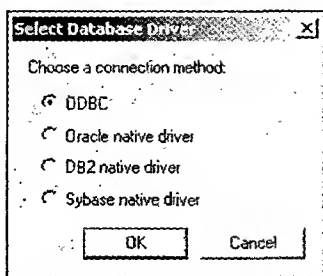 Select Database Driver
Choose a connection method:
ODBC
Oracle native driver
DB2 native driver
Sybase native driver
OK
Cancel